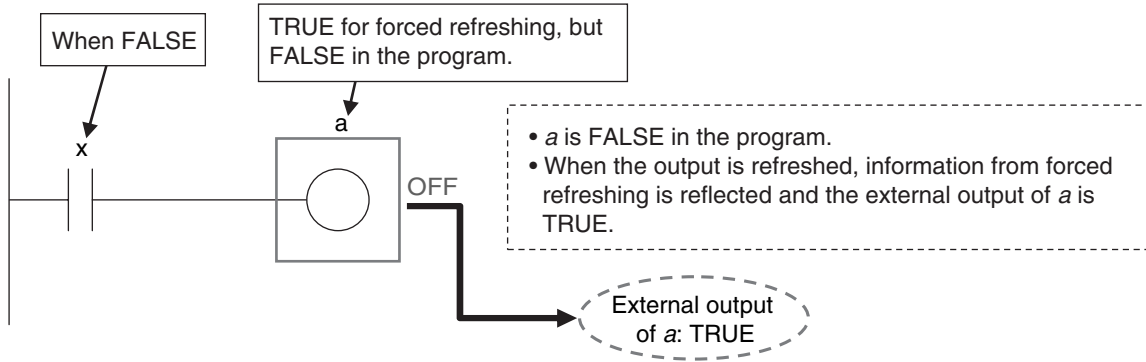 When FALSE
TRUE for forced refreshing, but
FALSE in the program.
x
a
OFF
• a is FALSE in the program.
• When the output is refreshed, information from forced
refreshing is reflected and the external output of a is
TRUE.
External output
of a: TRUE